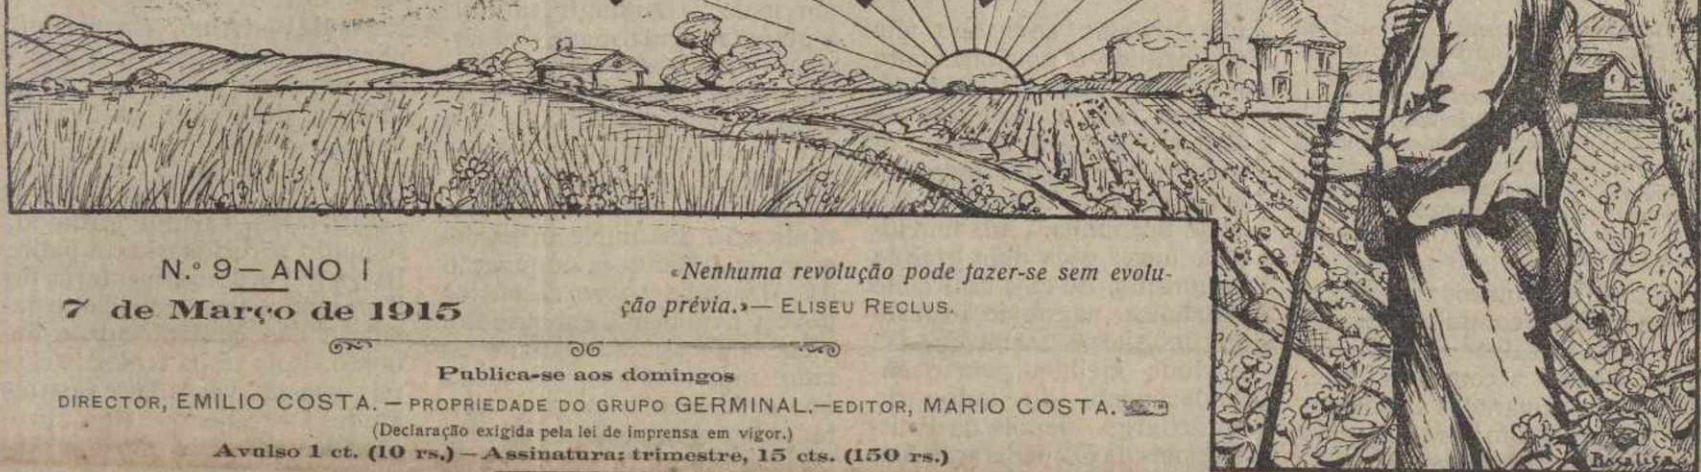 N.º 9 — ANO I
7 de Março de 1915
«Nenhuma revolução pode fazer-se sem evolu-
ção prévia.» — ELISEU RECLUS.
Publica-se aos domingos
DIRECTOR, EMILIO COSTA. — PROPRIEDADE DO GRUPO GERMINAL. — EDITOR, MARIO COSTA.
(Declaração exigida pela lei de imprensa em vigor.)
Avulso 1 ct. (10 rs.) — Assinatura: trimestre, 15 cts. (150 rs.)